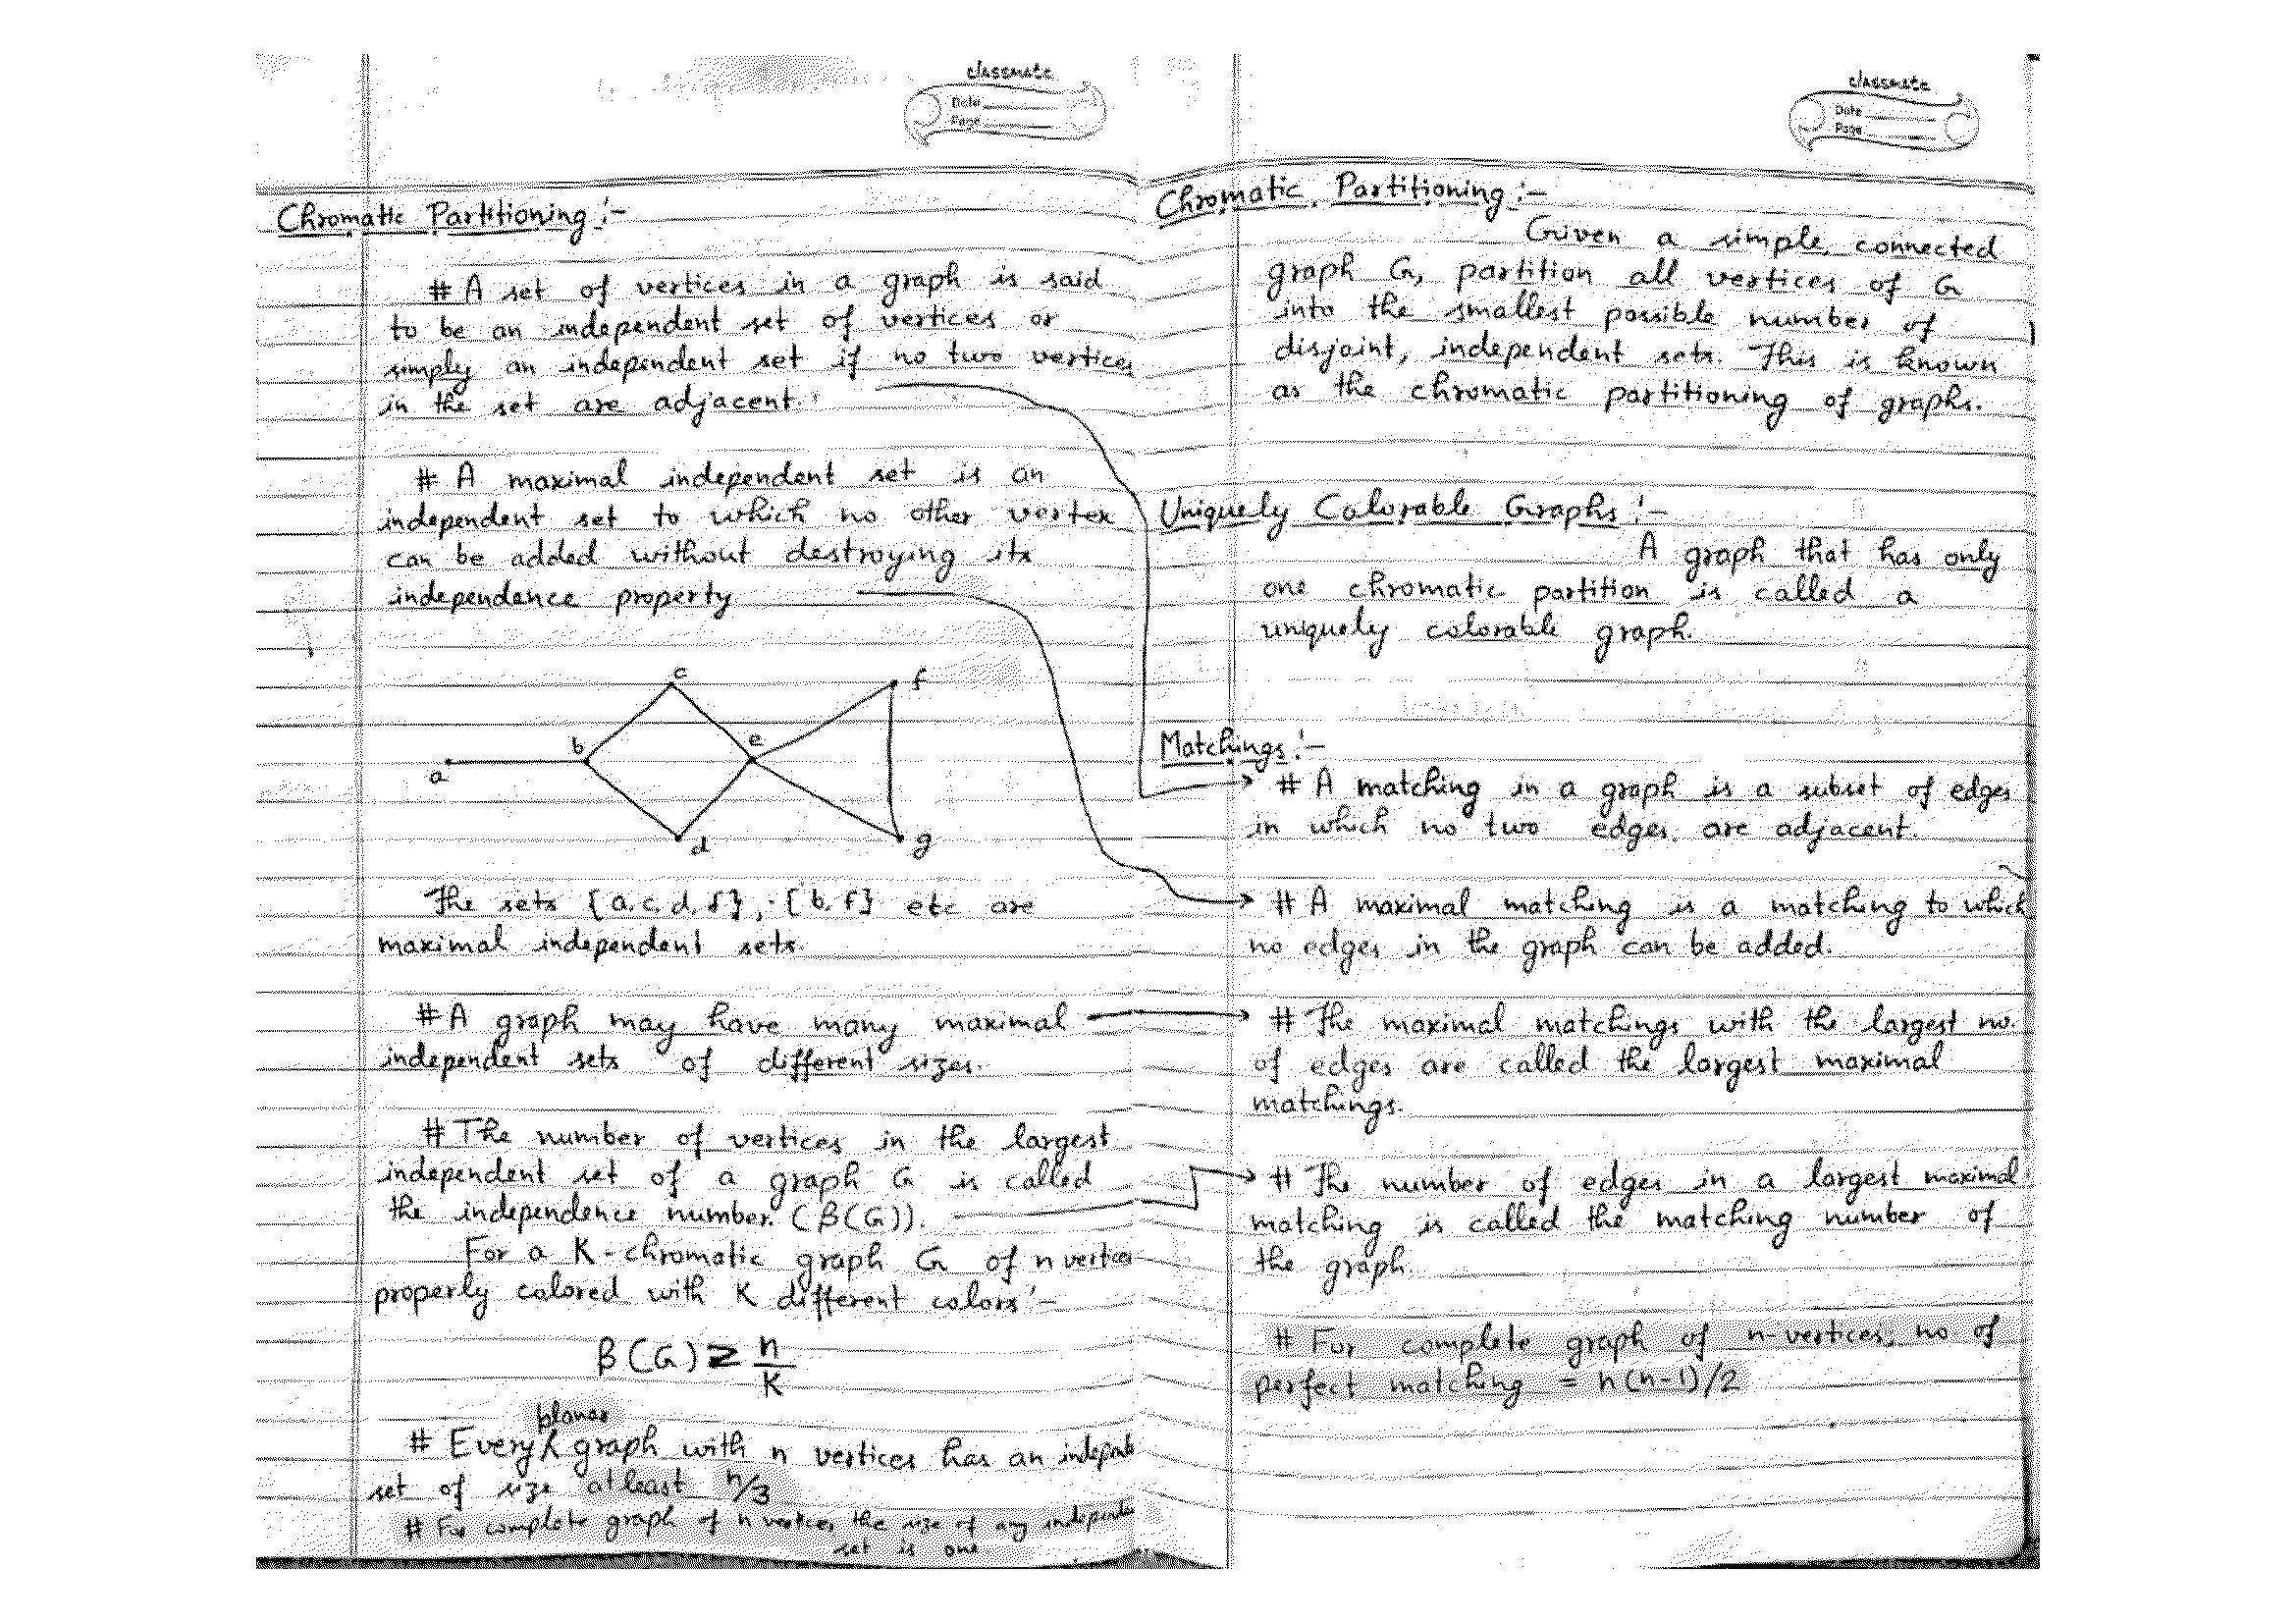 classmate
Date
Page
Chromatic Partitioning :-
# A set of vertices in a graph is said
to be an independent set of vertices or
simply an independent set if no two vertices
in the set are adjacent.
# A maximal independent set is an
independent set to which no other vertex
can be added without destroying its
independence property
c
f
b
e
a
d
g
The sets {a, c, d, f}, {b, f} etc are
maximal independent sets.
# A graph may have many maximal
independent sets of different sizes.
# The number of vertices in the largest
independent set of a graph G is called
the independence number. (β(G)).
For a K-chromatic graph G of n vertices
properly colored with K different colors :-
β(G) ≥ n/K
planar
# Every graph with n vertices has an
set of size atleast n/3
# For complete graph of n vertices the size of any
set is one
classmate
Date
Page
Chromatic Partitioning :-
Given a simple, connected
graph G, partition all vertices of G
into the smallest possible number of
disjoint, independent sets. This is known
as the chromatic partitioning of graphs.
Uniquely Colorable Graphs :-
A graph that has only
one chromatic partition is called a
uniquely colorable graph.
Matchings :-
# A matching in a graph is a subset of edges
in which no two edges are adjacent.
# A maximal matching is a matching to which
no edges in the graph can be added.
# The maximal matchings with the largest no.
of edges are called the largest maximal
matchings.
# The number of edges in a largest maximal
matching is called the matching number of
the graph.
# For complete graph of n-vertices, no of
perfect matching = n(n-1)/2